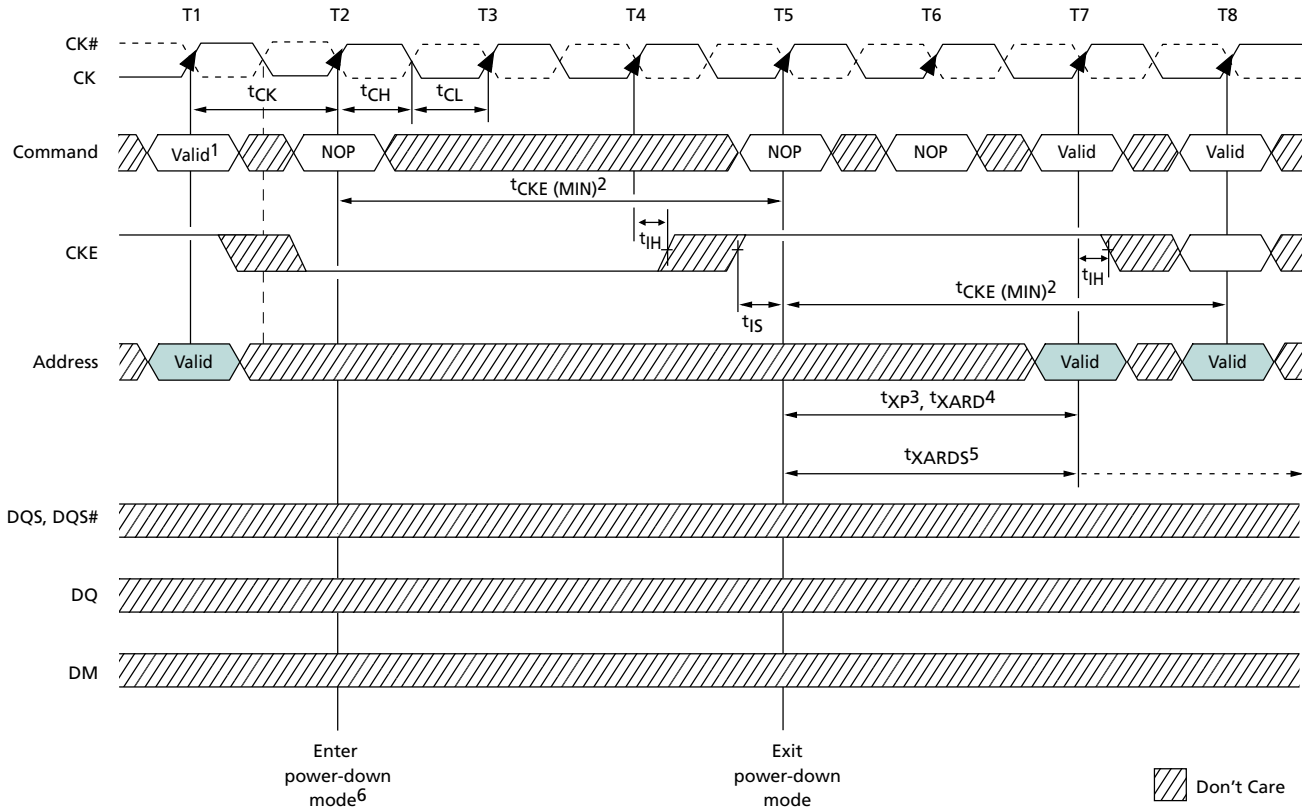 T1 T2 T3 T4 T5 T6 T7 T8
CK#
CK
tCK tCH tCL
Command Valid1 NOP NOP NOP Valid Valid
tCKE (MIN)2
tIH
CKE
tIH
tCKE (MIN)2
tIS
Address Valid Valid Valid
tXP3, tXARD4
tXARDS5
DQS, DQS#
DQ
DM
Enter
power-down
mode6
Exit
power-down
mode
Don't Care